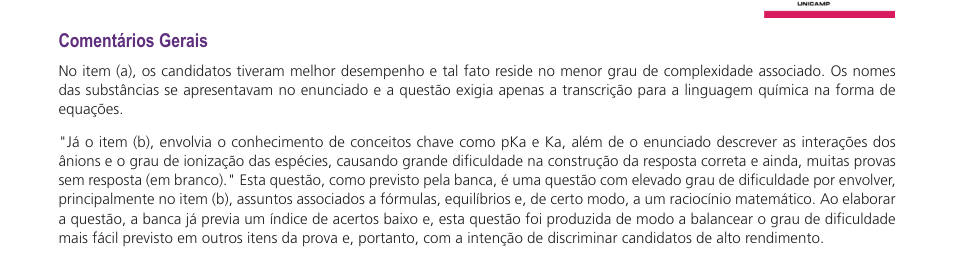 UNICAMP
Comentários Gerais
No item (a), os candidatos tiveram melhor desempenho e tal fato reside no menor grau de complexidade associado. Os nomes
das substâncias se apresentavam no enunciado e a questão exigia apenas a transcrição para a linguagem química na forma de
equações.
"Já o item (b), envolvia o conhecimento de conceitos chave como pKa e Ka, além de o enunciado descrever as interações dos
ânions e o grau de ionização das espécies, causando grande dificuldade na construção da resposta correta e ainda, muitas provas
sem resposta (em branco)." Esta questão, como previsto pela banca, é uma questão com elevado grau de dificuldade por envolver,
principalmente no item (b), assuntos associados a fórmulas, equilíbrios e, de certo modo, a um raciocínio matemático. Ao elaborar
a questão, a banca já previa um índice de acertos baixo e, esta questão foi produzida de modo a balancear o grau de dificuldade
mais fácil previsto em outros itens da prova e, portanto, com a intenção de discriminar candidatos de alto rendimento.